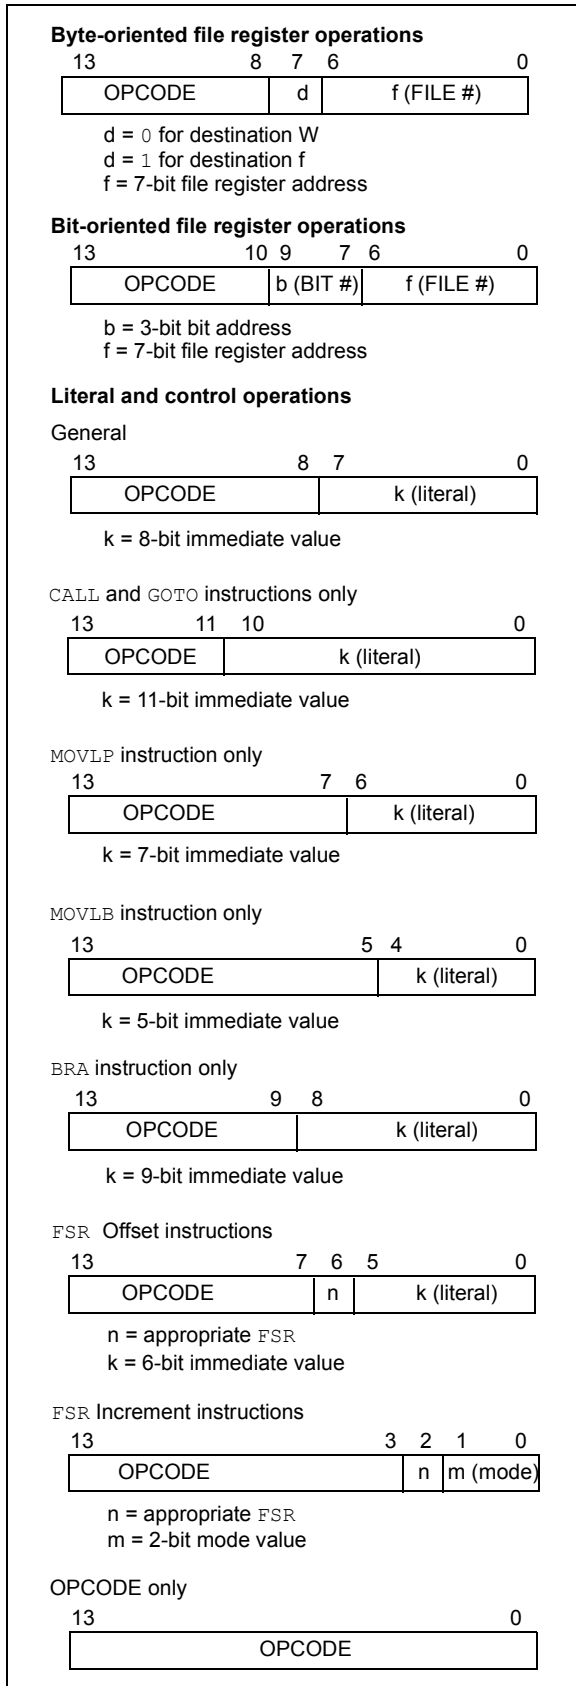 Byte-oriented file register operations
13 8 7 6 0
OPCODE d f (FILE #)
d = 0 for destination W
d = 1 for destination f
f = 7-bit file register address
Bit-oriented file register operations
13 10 9 7 6 0
OPCODE b (BIT #) f (FILE #)
b = 3-bit bit address
f = 7-bit file register address
Literal and control operations
General
13 8 7 0
OPCODE k (literal)
k = 8-bit immediate value
CALL and GOTO instructions only
13 11 10 0
OPCODE k (literal)
k = 11-bit immediate value
MOVLP instruction only
13 7 6 0
OPCODE k (literal)
k = 7-bit immediate value
MOVLB instruction only
13 5 4 0
OPCODE k (literal)
k = 5-bit immediate value
BRA instruction only
13 9 8 0
OPCODE k (literal)
k = 9-bit immediate value
FSR Offset instructions
13 7 6 5 0
OPCODE n k (literal)
n = appropriate FSR
k = 6-bit immediate value
FSR Increment instructions
13 3 2 1 0
OPCODE n m (mode)
n = appropriate FSR
m = 2-bit mode value
OPCODE only
13 0
OPCODE